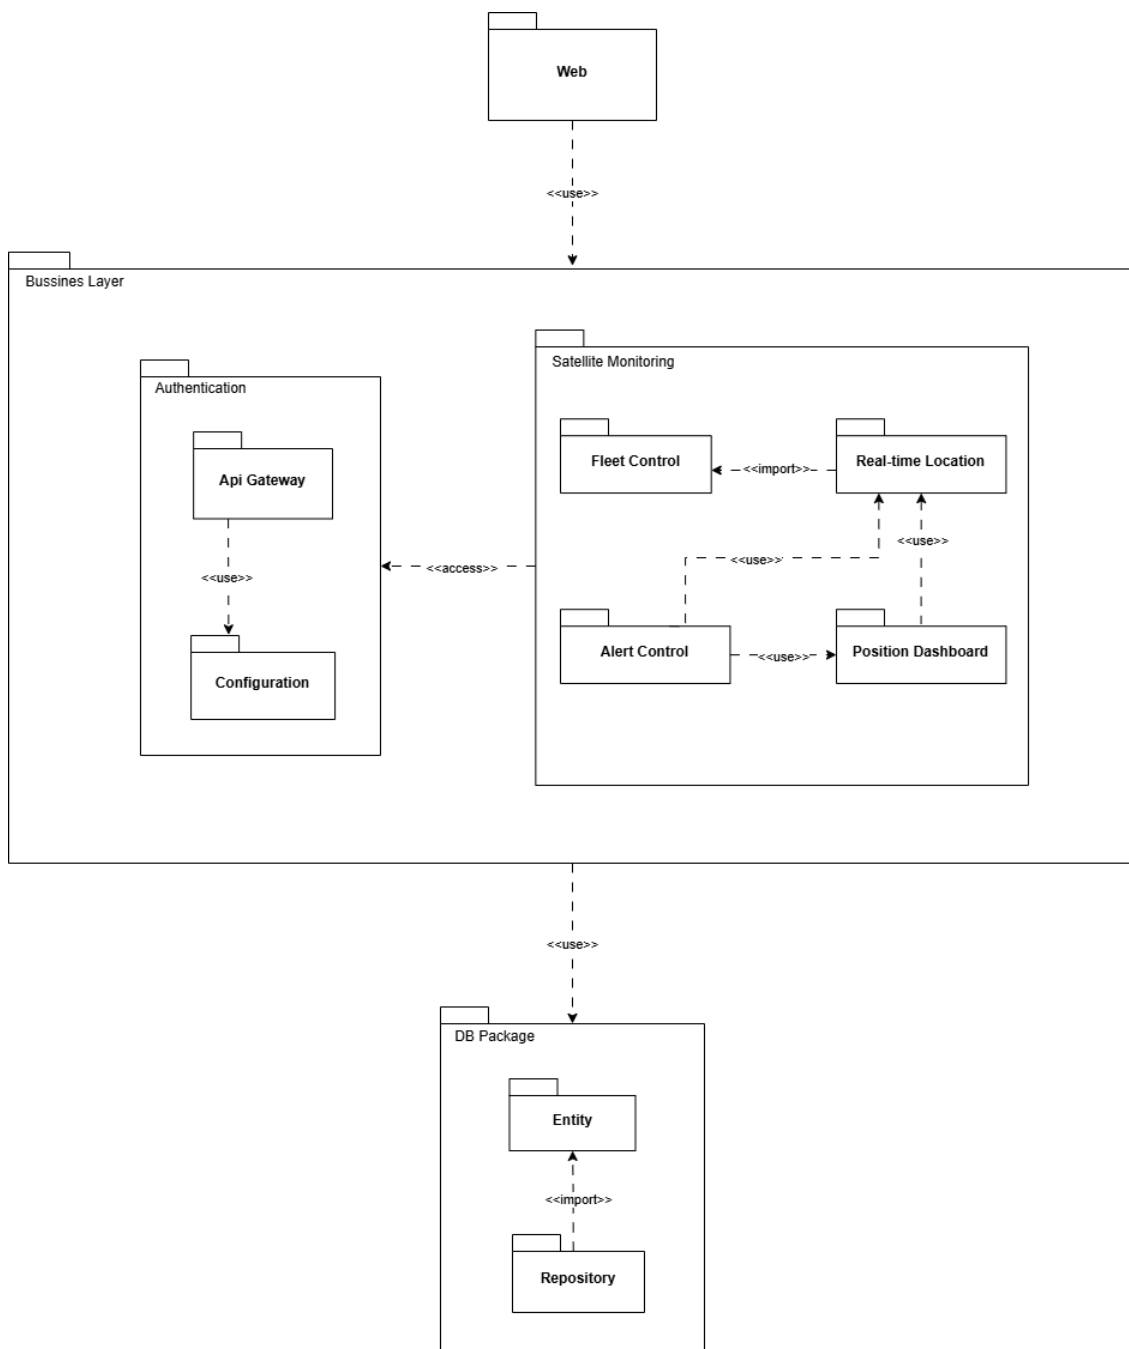 Web
<<use>>
Bussines Layer
Satellite Monitoring
Authentication
Fleet Control
<<import>>
Real-time Location
Api Gateway
<<use>>
<<use>>
<<access>>
<<use>>
Alert Control
<<use>>
Position Dashboard
Configuration
<<use>>
DB Package
Entity
<<import>>
Repository